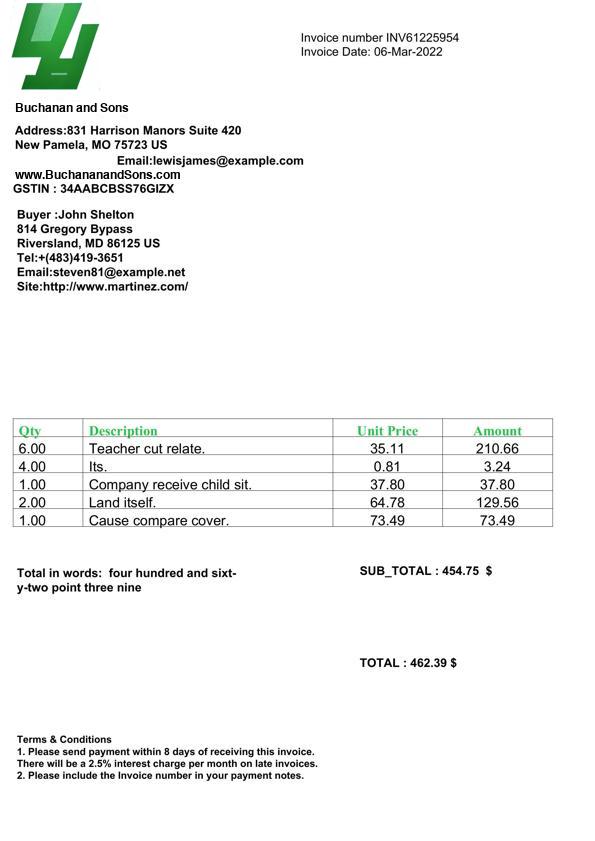 Invoice number INV61225954
Invoice Date: 06-Mar-2022
Buchanan and Sons
Address:831 Harrison Manors Suite 420
New Pamela, MO 75723 US
Email:lewisjames@example.com
www.BuchananandSons.com
GSTIN : 34AABCBSS76GIZX
Buyer :John Shelton
814 Gregory Bypass
Riversland, MD 86125 US
Tel:+(483)419-3651
Email:steven81@example.net
Site:http://www.martinez.com/
Qty Description Unit Price Amount
6.00 Teacher cut relate. 35.11 210.66
4.00 Its. 0.81 3.24
1.00 Company receive child sit. 37.80 37.80
2.00 Land itself. 64.78 129.56
1.00 Cause compare cover. 73.49 73.49
Total in words: four hundred and sixt-
y-two point three nine
SUB_TOTAL : 454.75 $
TOTAL : 462.39 $
Terms & Conditions
1. Please send payment within 8 days of receiving this invoice.
There will be a 2.5% interest charge per month on late invoices.
2. Please include the Invoice number in your payment notes.